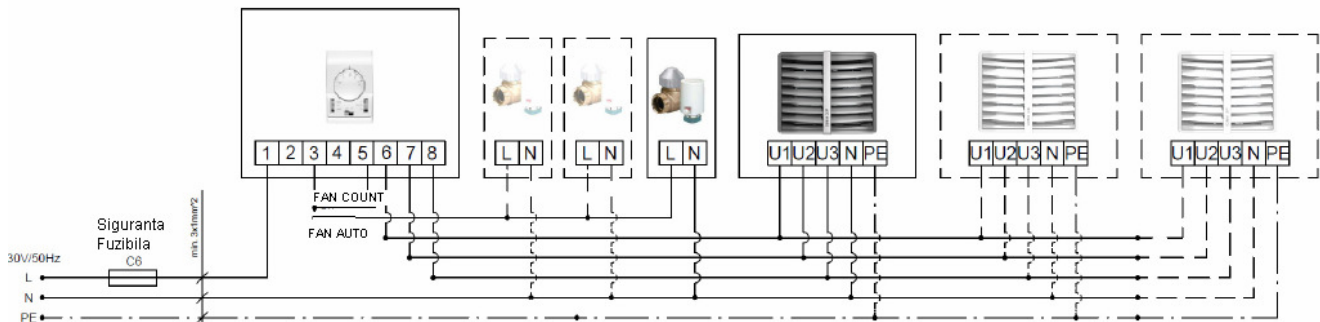 1 2 3 4 5 6 7 8
L N
L N
L N
U1 U2 U3 N PE
U1 U2 U3 N PE
U1 U2 U3 N PE
FAN COUNT
FAN AUTO
min. 3x1mm^2
Siguranta
Fuzibila
C6
30V/50Hz
L
N
PE